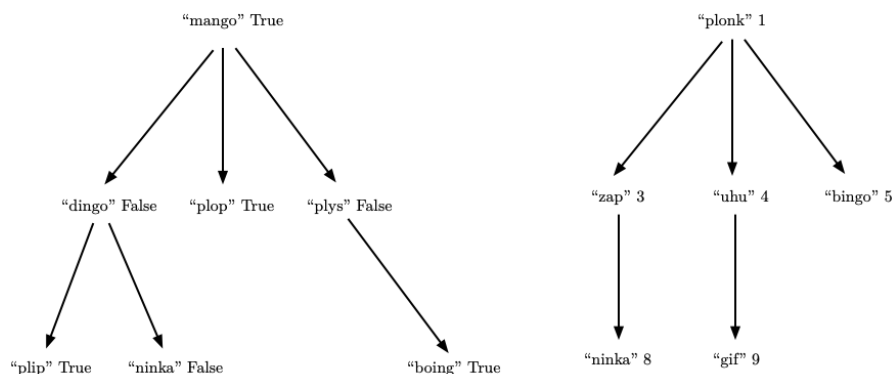 “mango” True
“plonk” 1
“dingo” False “plop” True “plys” False
“zap” 3 “uhu” 4 “bingo” 5
“plip” True “ninka” False “boing” True
“ninka” 8 “gif” 9